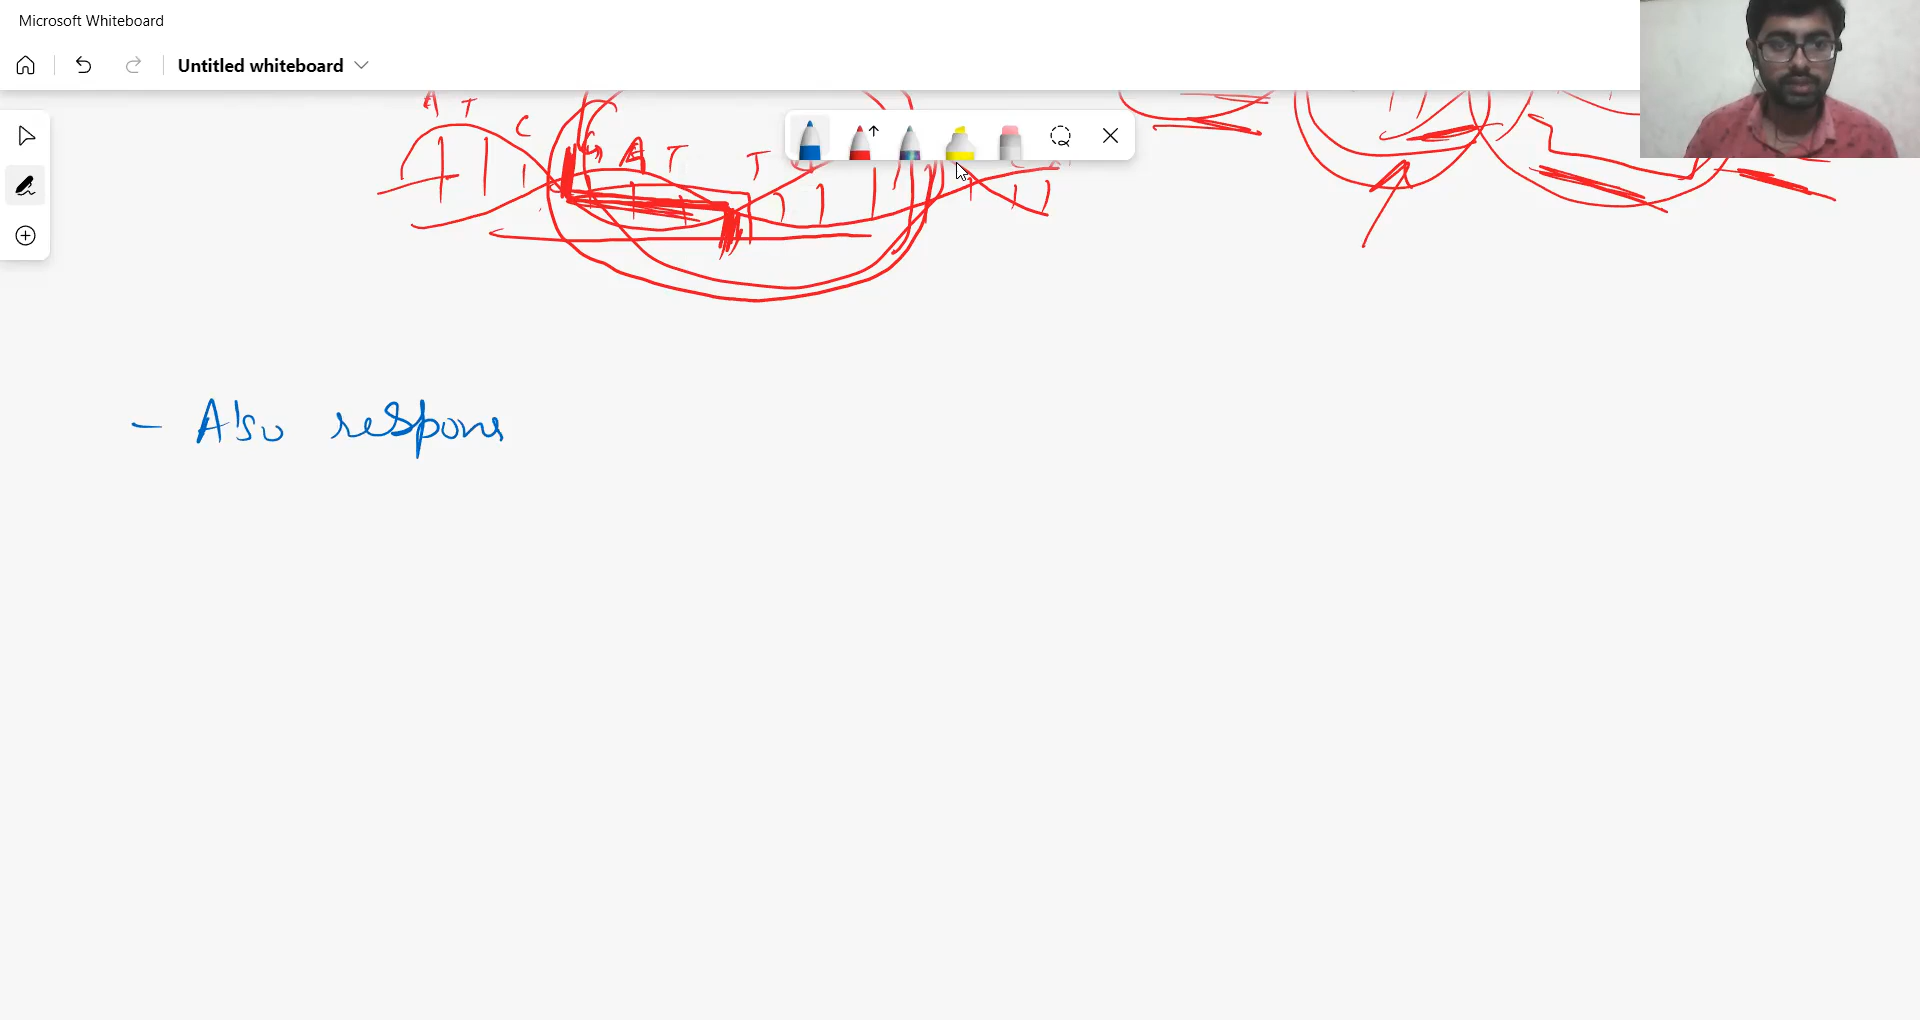 Microsoft Whiteboard
Untitled whiteboard
A T C G A T T
- Also respons